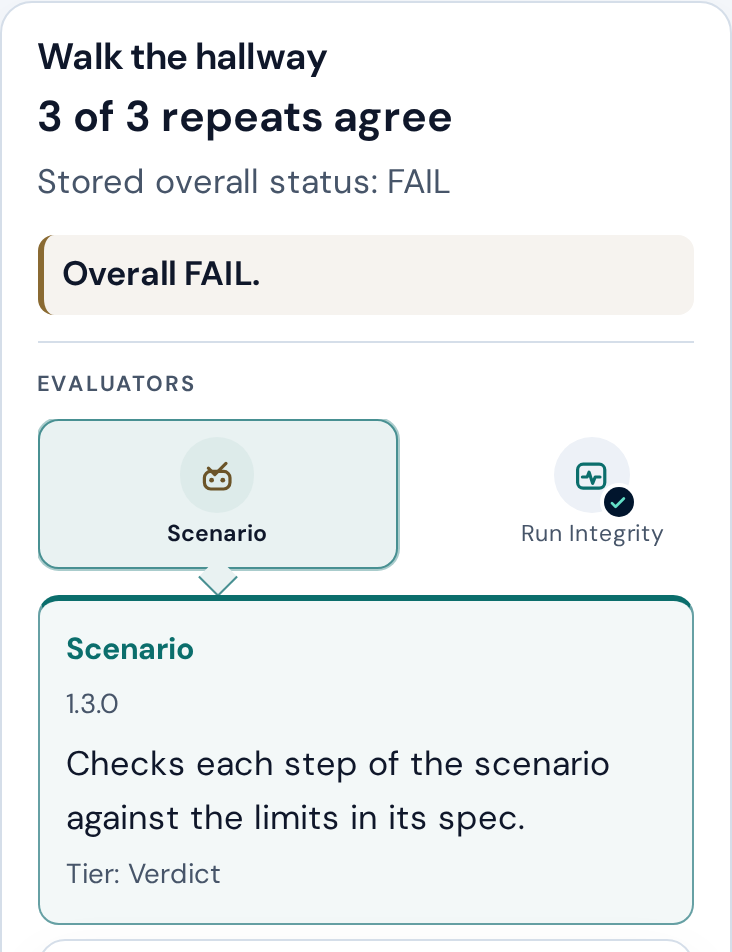 Walk the hallway
3 of 3 repeats agree
Stored overall status: FAIL
Overall FAIL.
EVALUATORS
Scenario
Run Integrity
Scenario
1.3.0
Checks each step of the scenario
against the limits in its spec.
Tier: Verdict